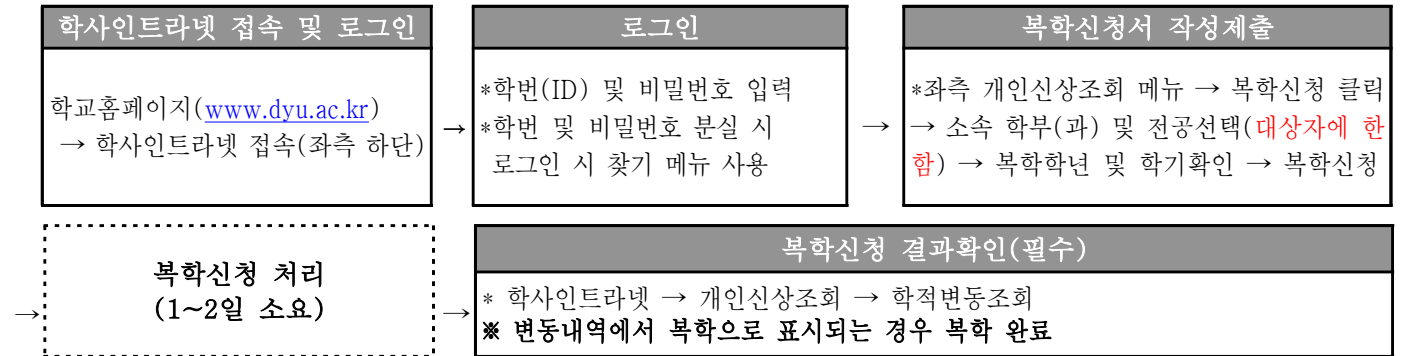 학사인트라넷 접속 및 로그인
학교홈페이지(www.dyu.ac.kr)
→ 학사인트라넷 접속(좌측 하단)
→
로그인
*학번(ID) 및 비밀번호 입력
*학번 및 비밀번호 분실 시
로그인 시 찾기 메뉴 사용
→
복학신청서 작성제출
*좌측 개인신상조회 메뉴 → 복학신청 클릭
→ 소속 학부(과) 및 전공선택(대상자에 한
함) → 복학학년 및 학기확인 → 복학신청
→
복학신청 처리
(1~2일 소요)
→
복학신청 결과확인(필수)
* 학사인트라넷 → 개인신상조회 → 학적변동조회
※ 변동내역에서 복학으로 표시되는 경우 복학 완료